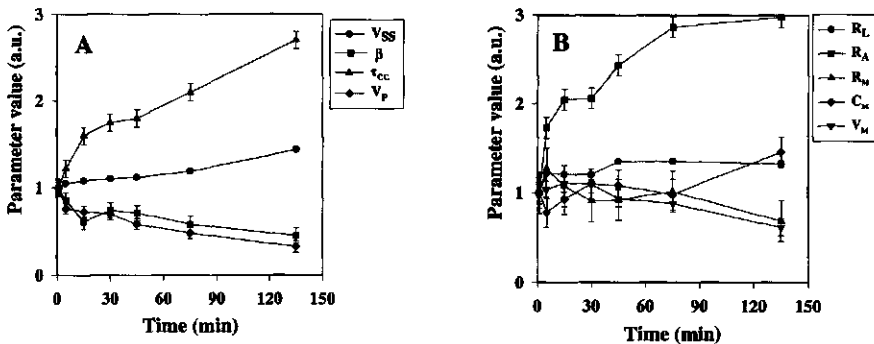 A
Parameter value (a.u.)
3
2
1
0
0 30 60 90 120 150
Time (min)
VSS
β
τcc
VP
B
Parameter value (a.u.)
3
2
1
0
0 30 60 90 120 150
Time (min)
RL
RA
RM
CM
VM